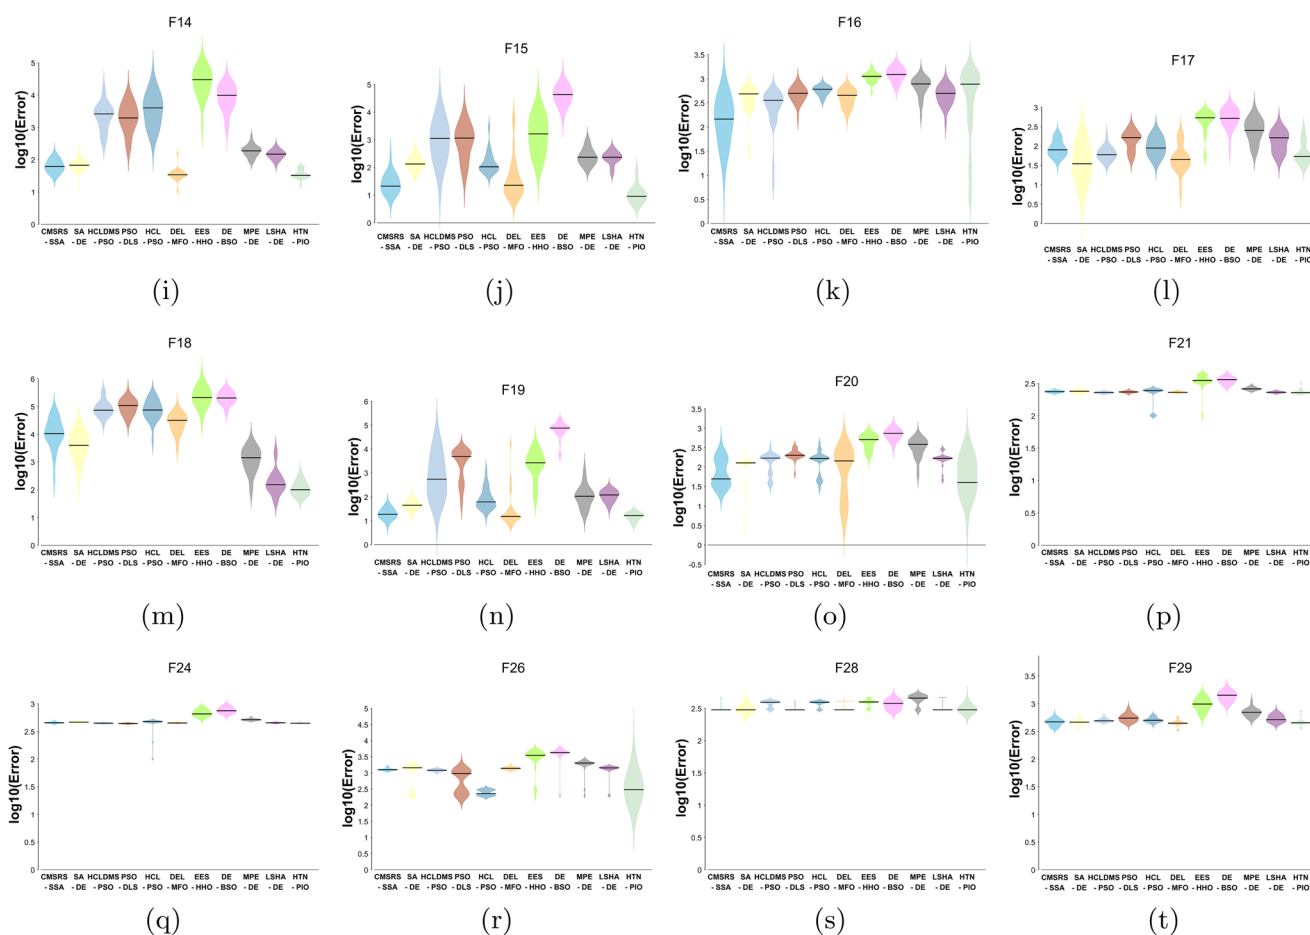 F14
log10(Error)
5
4
3
2
1
0
CMSRS SA HCLDMS PSO HCL DEL EES DE MPE LSHA HTN
- SSA - DE - PSO - DLS - PSO - MFO - HHO - BSO - DE - DE - PIO
(i)
F15
log10(Error)
5
4
3
2
1
0
CMSRS SA HCLDMS PSO HCL DEL EES DE MPE LSHA HTN
- SSA - DE - PSO - DLS - PSO - MFO - HHO - BSO - DE - DE - PIO
(j)
F16
log10(Error)
3.5
3
2.5
2
1.5
1
0.5
0
CMSRS SA HCLDMS PSO HCL DEL EES DE MPE LSHA HTN
- SSA - DE - PSO - DLS - PSO - MFO - HHO - BSO - DE - DE - PIO
(k)
F17
log10(Error)
3
2.5
2
1.5
1
0.5
0
CMSRS SA HCLDMS PSO HCL DEL EES DE MPE LSHA HTN
- SSA - DE - PSO - DLS - PSO - MFO - HHO - BSO - DE - DE - PIO
(l)
F18
log10(Error)
6
5
4
3
2
1
0
CMSRS SA HCLDMS PSO HCL DEL EES DE MPE LSHA HTN
- SSA - DE - PSO - DLS - PSO - MFO - HHO - BSO - DE - DE - PIO
(m)
F19
log10(Error)
6
5
4
3
2
1
0
CMSRS SA HCLDMS PSO HCL DEL EES DE MPE LSHA HTN
- SSA - DE - PSO - DLS - PSO - MFO - HHO - BSO - DE - DE - PIO
(n)
F20
log10(Error)
3.5
3
2.5
2
1.5
1
0.5
0
-0.5
CMSRS SA HCLDMS PSO HCL DEL EES DE MPE LSHA HTN
- SSA - DE - PSO - DLS - PSO - MFO - HHO - BSO - DE - DE - PIO
(o)
F21
log10(Error)
2.5
2
1.5
1
0.5
0
CMSRS SA HCLDMS PSO HCL DEL EES DE MPE LSHA HTN
- SSA - DE - PSO - DLS - PSO - MFO - HHO - BSO - DE - DE - PIO
(p)
F24
log10(Error)
3
2.5
2
1.5
1
0.5
0
CMSRS SA HCLDMS PSO HCL DEL EES DE MPE LSHA HTN
- SSA - DE - PSO - DLS - PSO - MFO - HHO - BSO - DE - DE - PIO
(q)
F26
log10(Error)
5
4.5
4
3.5
3
2.5
2
1.5
1
0.5
0
CMSRS SA HCLDMS PSO HCL DEL EES DE MPE LSHA HTN
- SSA - DE - PSO - DLS - PSO - MFO - HHO - BSO - DE - DE - PIO
(r)
F28
log10(Error)
2.5
2
1.5
1
0.5
0
CMSRS SA HCLDMS PSO HCL DEL EES DE MPE LSHA HTN
- SSA - DE - PSO - DLS - PSO - MFO - HHO - BSO - DE - DE - PIO
(s)
F29
log10(Error)
3.5
3
2.5
2
1.5
1
0.5
0
CMSRS SA HCLDMS PSO HCL DEL EES DE MPE LSHA HTN
- SSA - DE - PSO - DLS - PSO - MFO - HHO - BSO - DE - DE - PIO
(t)